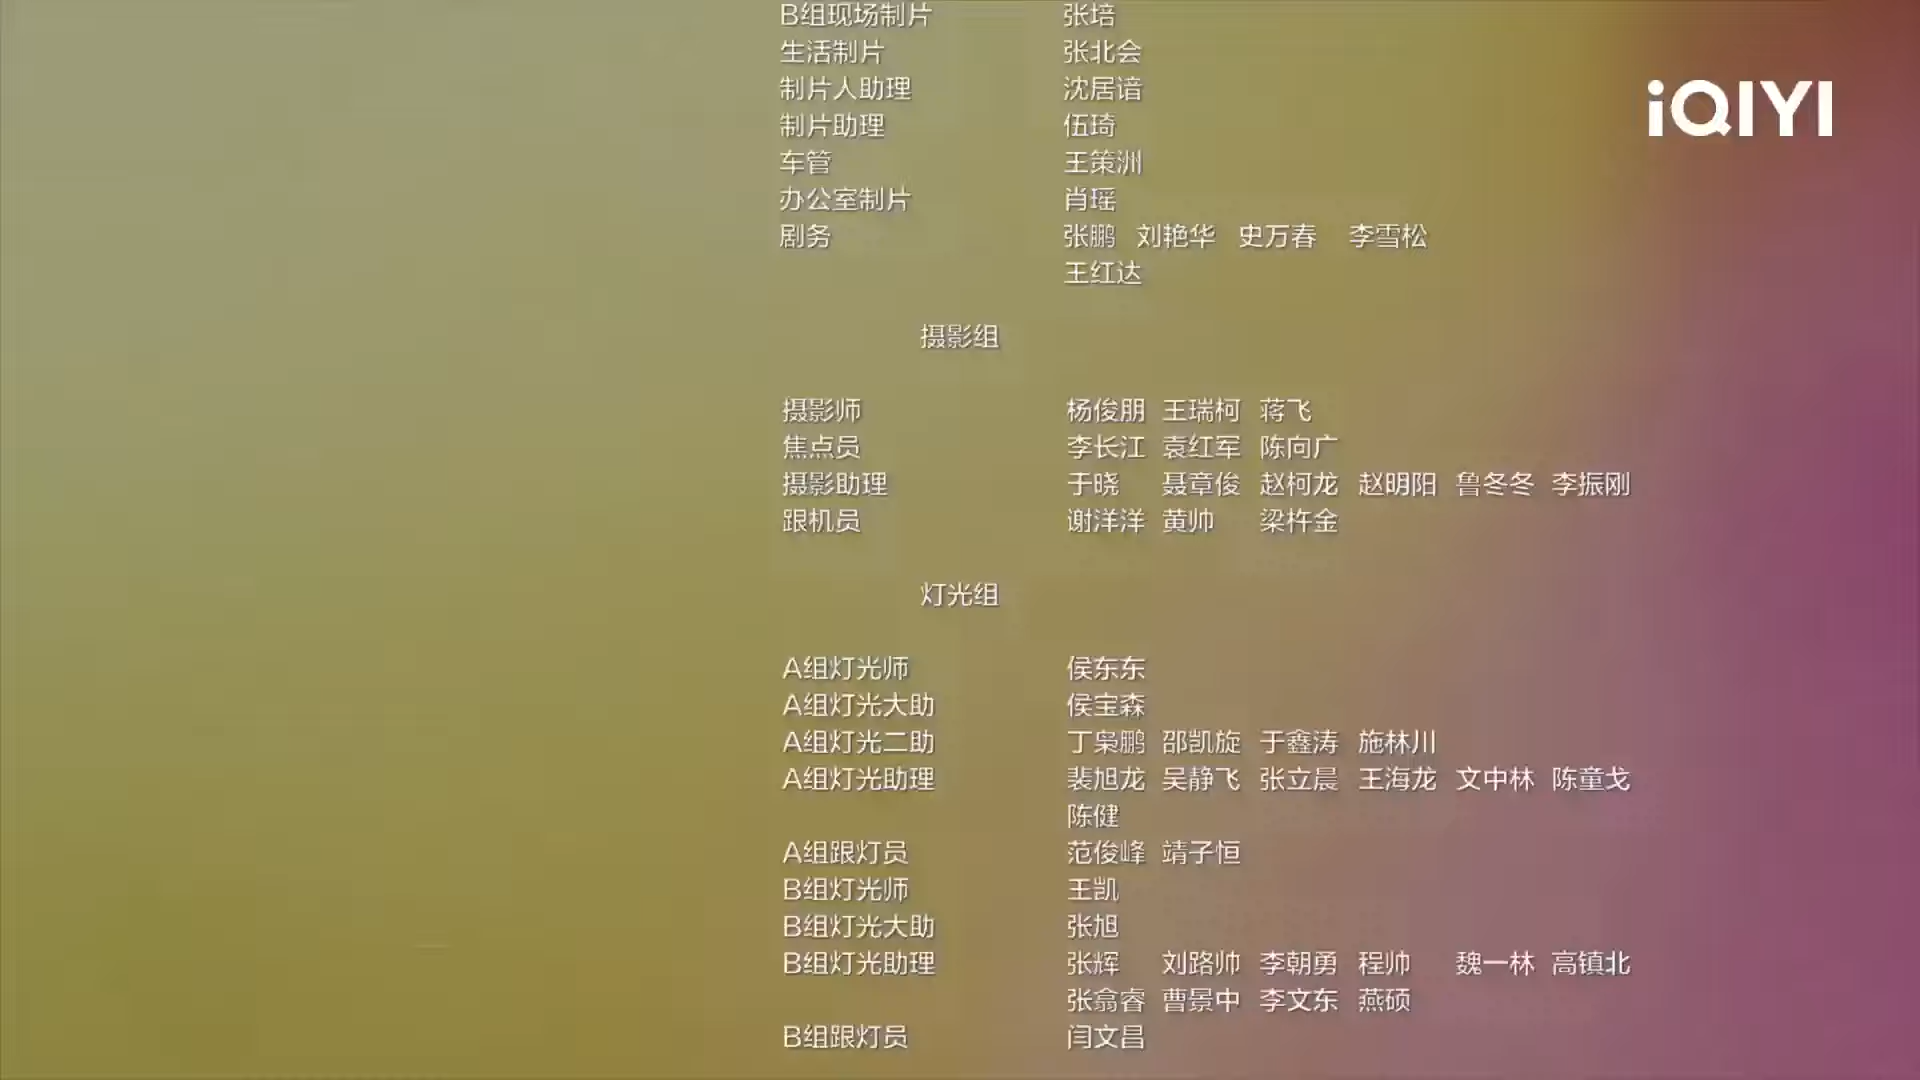 B组现场制片 张培
生活制片 张北会
iQIYI
制片人助理 沈居谙
制片助理 伍琦
车管 王策洲
办公室制片 肖瑶
剧务 张鹏 刘艳华 史万春 李雪松
王红达
摄影组
摄影师 杨俊朋 王瑞柯 蒋飞
焦点员 李长江 袁红军 陈向广
摄影助理 于晓 聂章俊 赵柯龙 赵明阳 鲁冬冬 李振刚
跟机员 谢洋洋 黄帅 梁杵金
灯光组
A组灯光师 侯东东
A组灯光大助 侯宝森
A组灯光二助 丁枭鹏 邵凯旋 于鑫涛 施林川
A组灯光助理 裴旭龙 吴静飞 张立晨 王海龙 文中林 陈童戈
陈健
A组跟灯员 范俊峰 靖子恒
B组灯光师 王凯
B组灯光大助 张旭
B组灯光助理 张辉 刘路帅 李朝勇 程帅 魏一林 高镇北
张翕睿 曹景中 李文东 燕硕
B组跟灯员 闫文昌